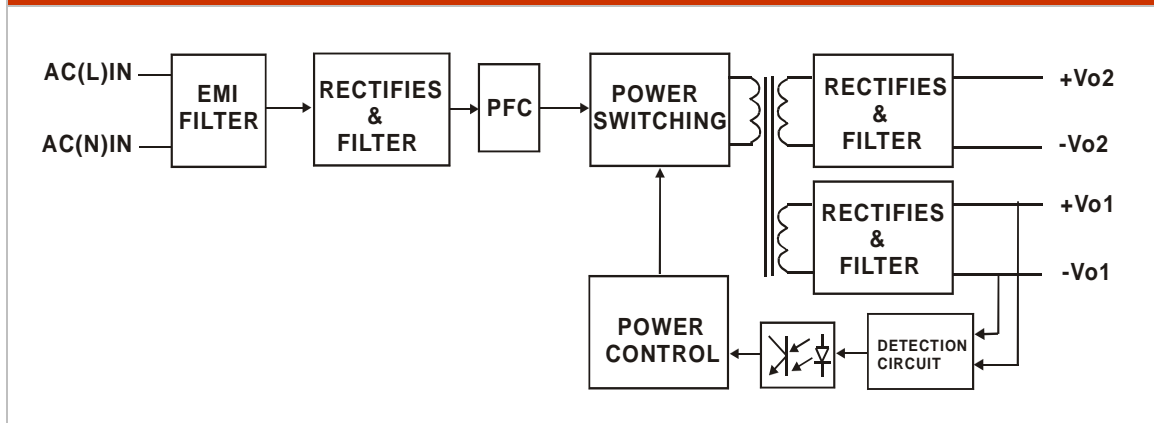 AC(L)IN
AC(N)IN
EMI
FILTER
RECTIFIES
&
FILTER
PFC
POWER
SWITCHING
RECTIFIES
&
FILTER
+Vo2
-Vo2
RECTIFIES
&
FILTER
+Vo1
-Vo1
POWER
CONTROL
DETECTION
CIRCUIT